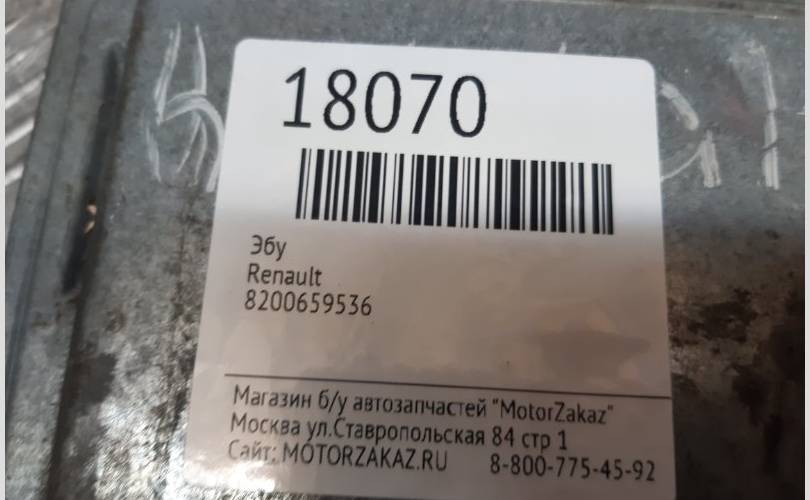 18070
Эбу
Renault
8200659536
Магазин б/у автозапчастей "MotorZakaz"
Москва ул.Ставропольская 84 стр 1
Сайт: MOTORZAKAZ.RU 8-800-775-45-92